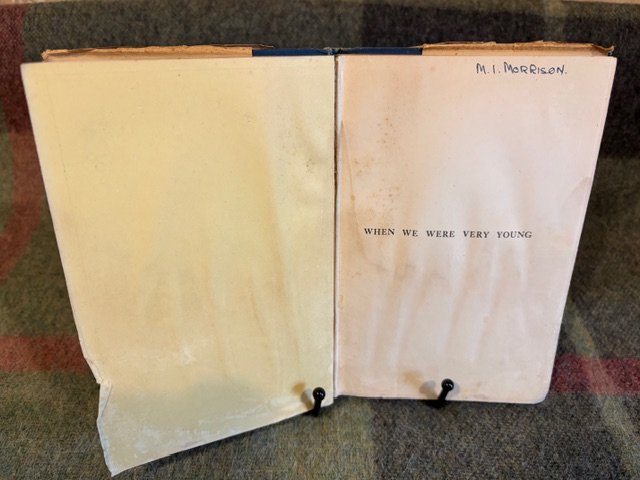 M. I. MORRISON.
WHEN WE WERE VERY YOUNG